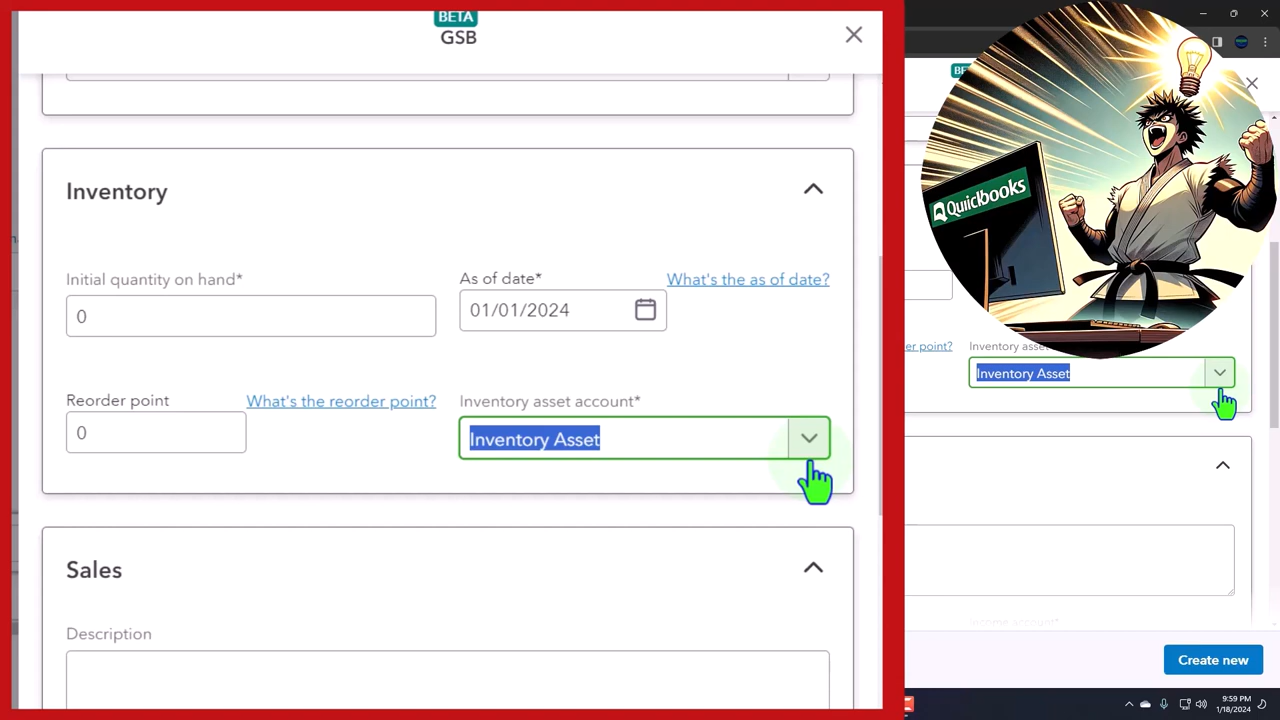 BETA
GSB
Inventory
Initial quantity on hand*
0
As of date*
What's the as of date?
01/01/2024
Reorder point
What's the reorder point?
0
Inventory asset account*
Inventory Asset
Sales
Description
Quickbooks
er point?
Inventory asse
Inventory Asset
Create new
9:59 PM
1/18/2024